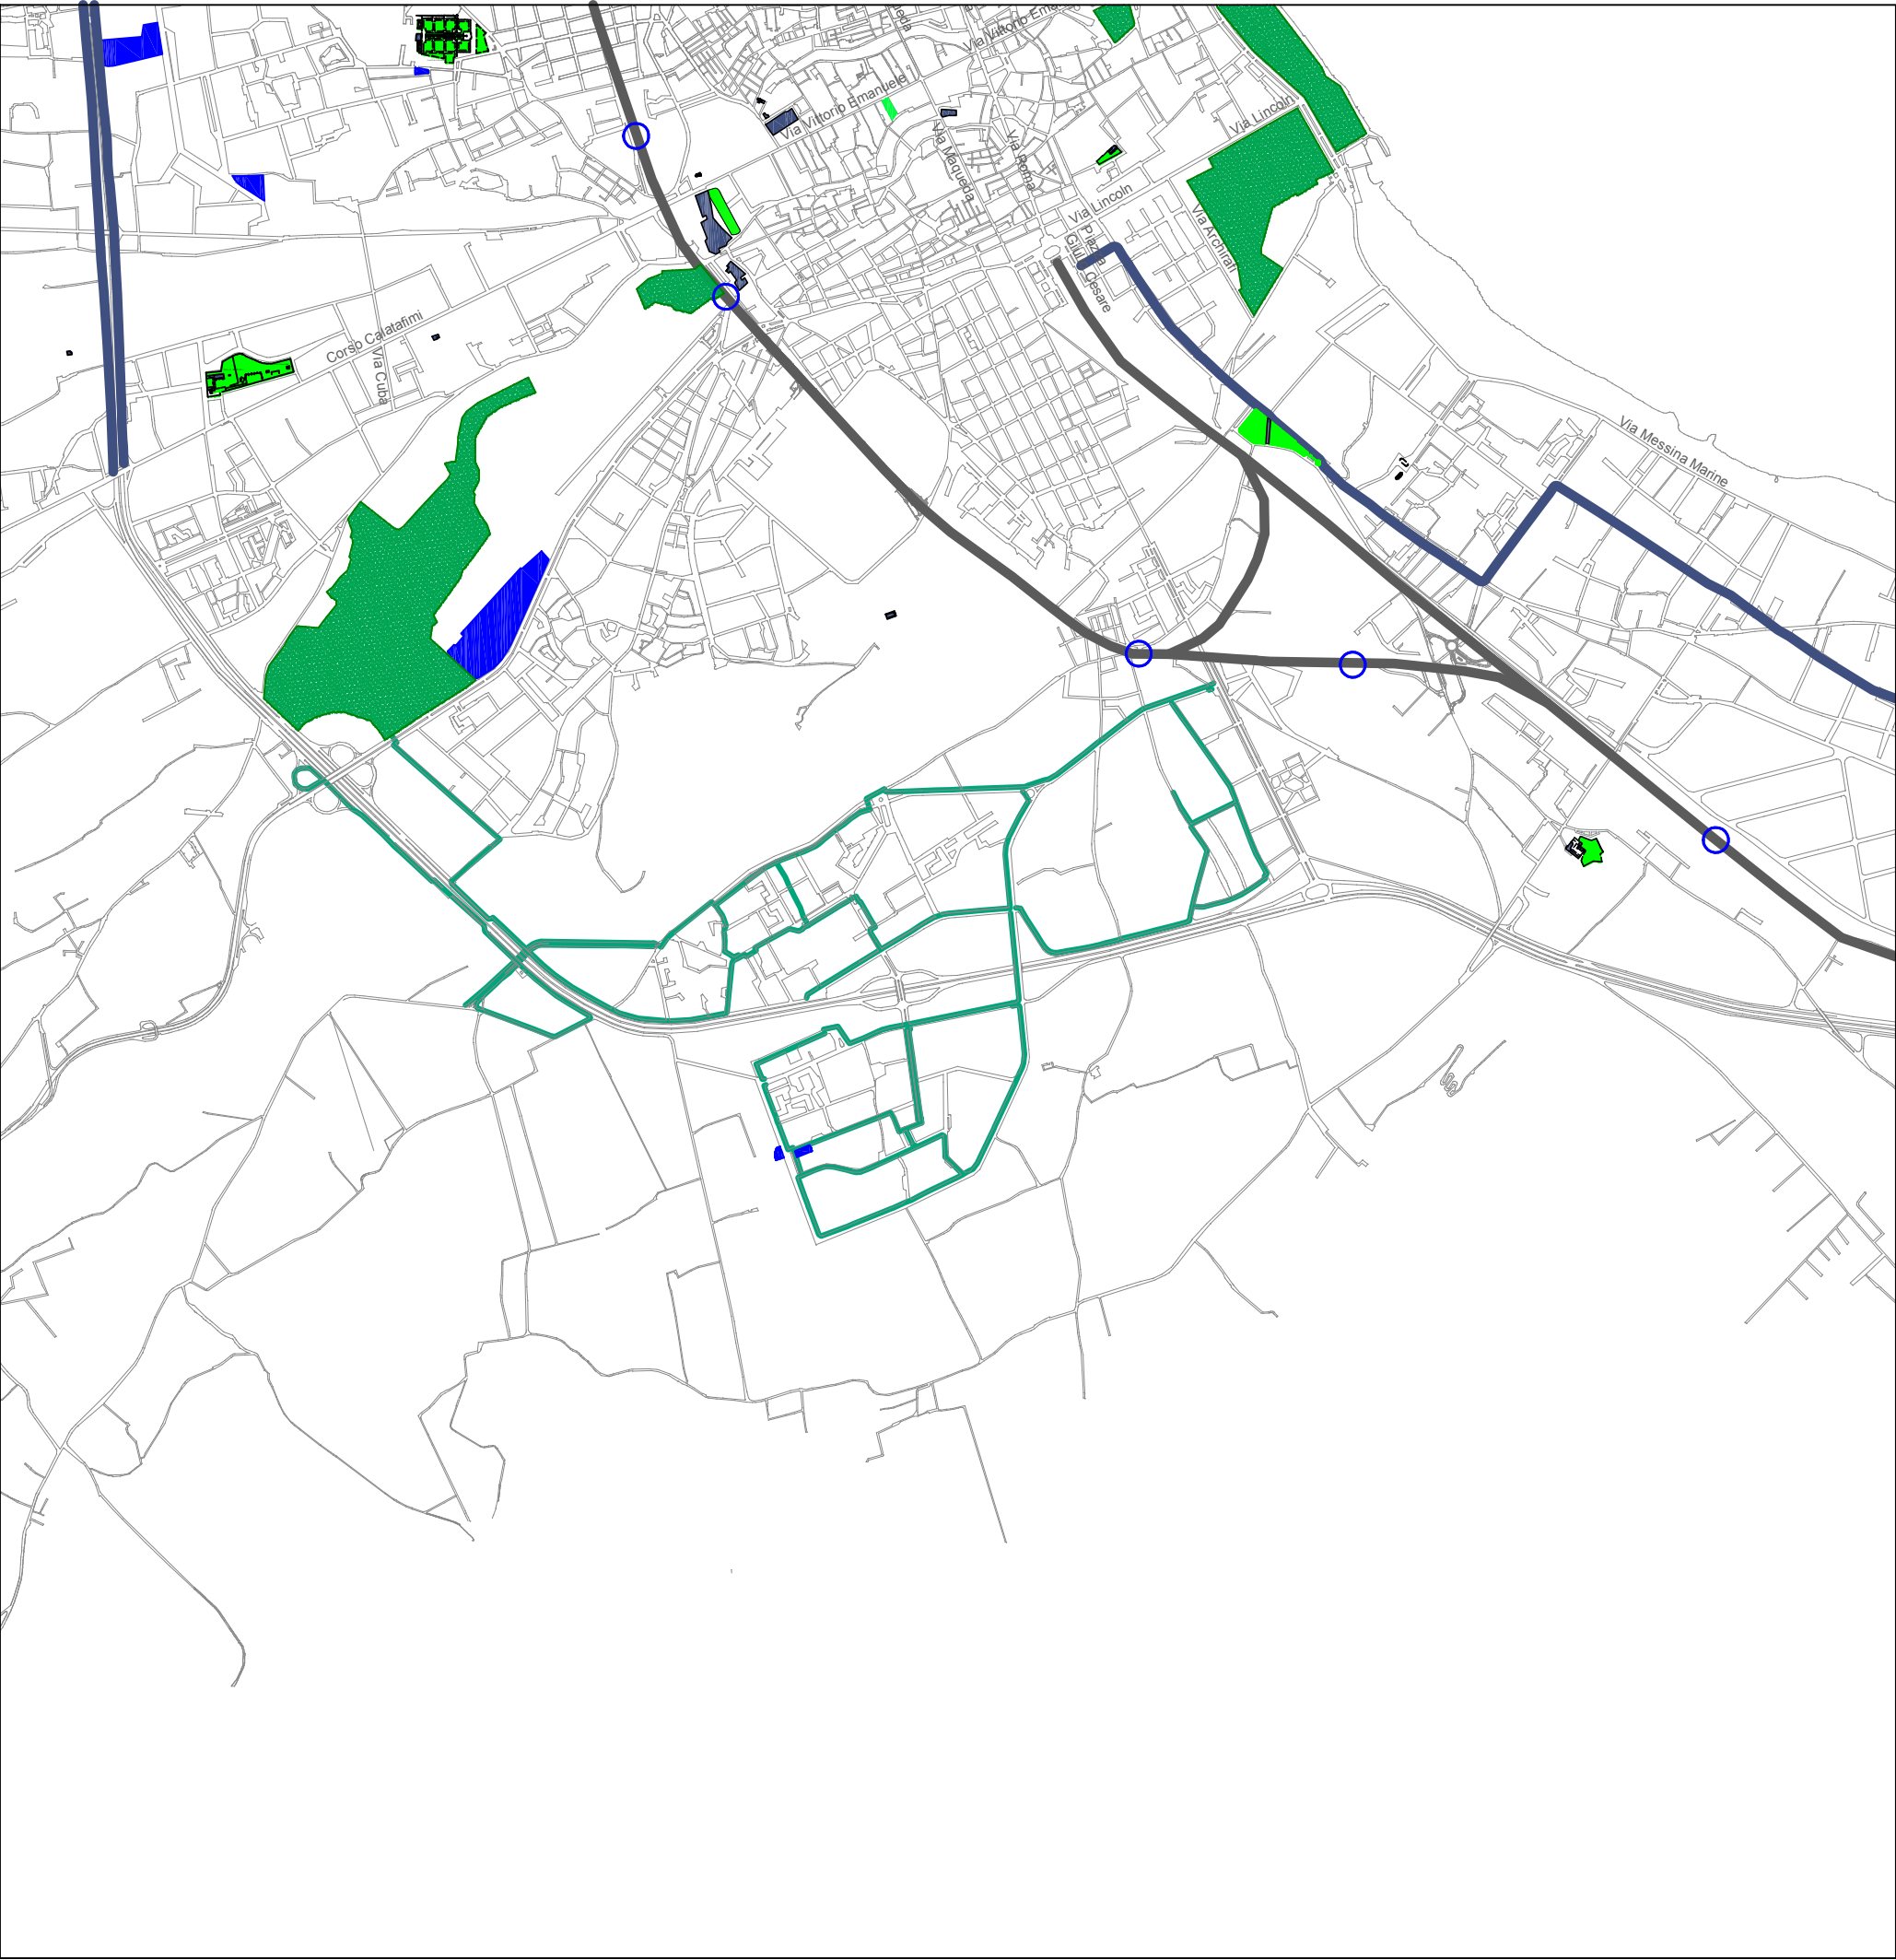 Via Vittorio Ema
Via Vittorio Emanuele
Via Lincoln
Via Maqueda
Via Roma
Via Lincoln
Via Archirafi
Piazza
Giulio Cesare
Corso Calatafimi
Via Cuba
Via Messina Marine